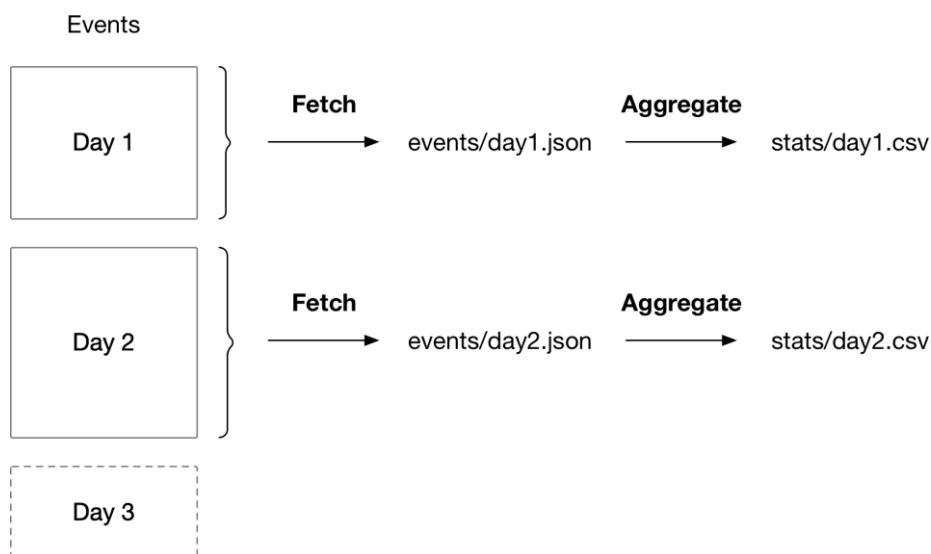 Events
Day 1
Fetch
events/day1.json
Aggregate
stats/day1.csv
Day 2
Fetch
events/day2.json
Aggregate
stats/day2.csv
Day 3